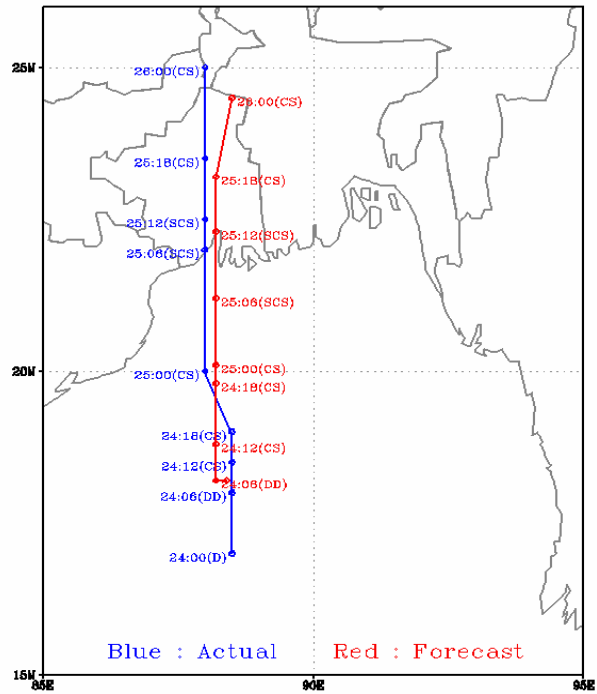 25N
26:00(CS)
26:00(CS)
25:18(CS)
25:18(CS)
25:12(SCS)
25:12(SCS)
25:06(SCS)
25:06(SCS)
20N
25:00(CS)
25:00(CS)
24:18(CS)
24:18(CS)
24:12(CS)
24:12(CS)
24:06(DD)
24:06(DD)
24:00(D)
Blue : Actual Red : Forecast
15N
85E 90E 95E